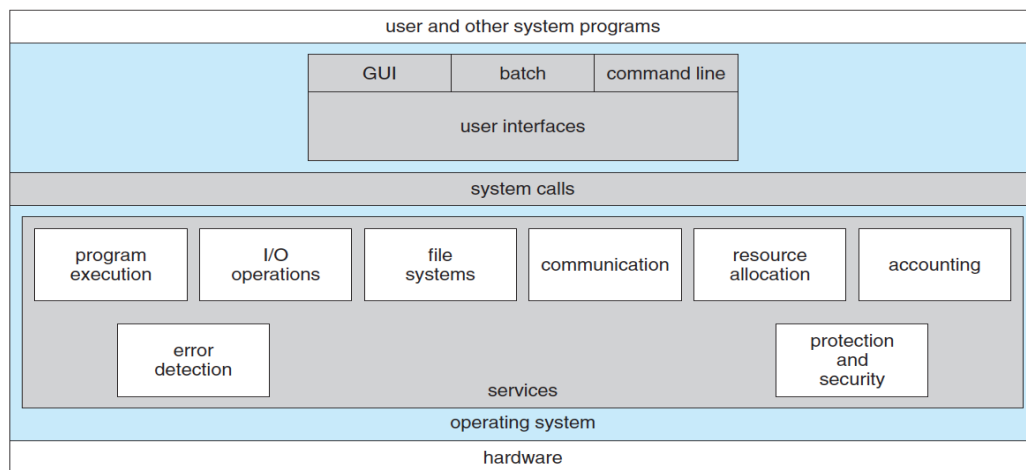 user and other system programs
GUI
batch
command line
user interfaces
system calls
program
execution
I/O
operations
file
systems
communication
resource
allocation
accounting
error
detection
protection
and
security
services
operating system
hardware